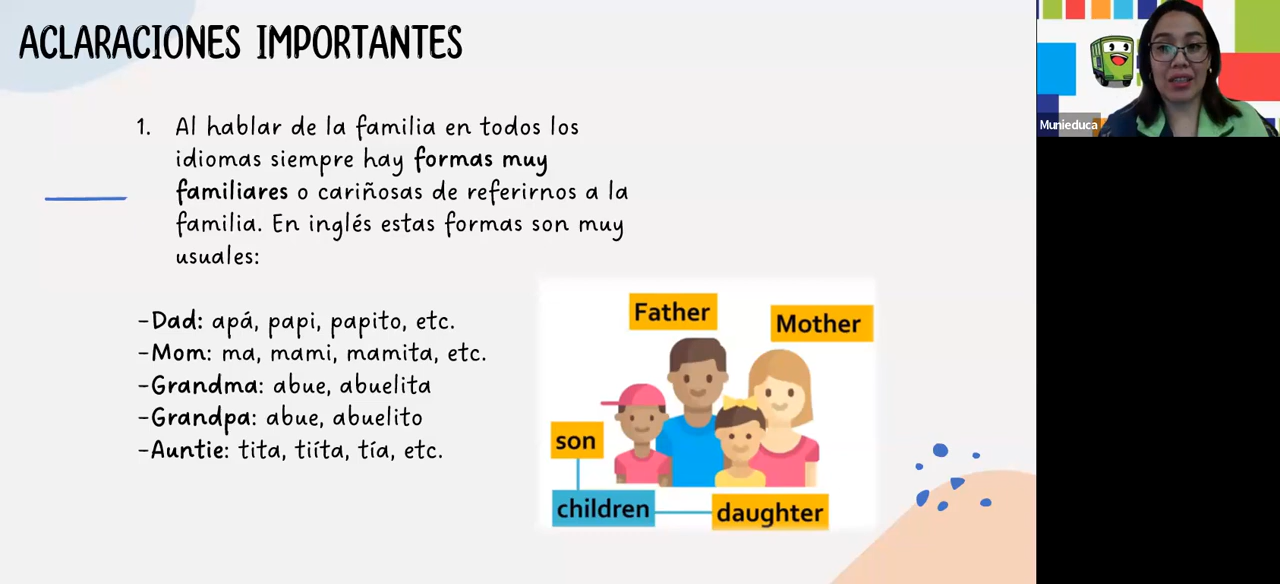 ACLARACIONES IMPORTANTES
1. Al hablar de la familia en todos los
idiomas siempre hay formas muy
familiares o cariñosas de referirnos a la
familia. En inglés estas formas son muy
usuales:
-Dad: apá, papi, papito, etc.
-Mom: ma, mami, mamita, etc.
-Grandma: abue, abuelita
-Grandpa: abue, abuelito
-Auntie: tita, tiíta, tía, etc.
Father
Mother
son
children
daughter
Munieduca